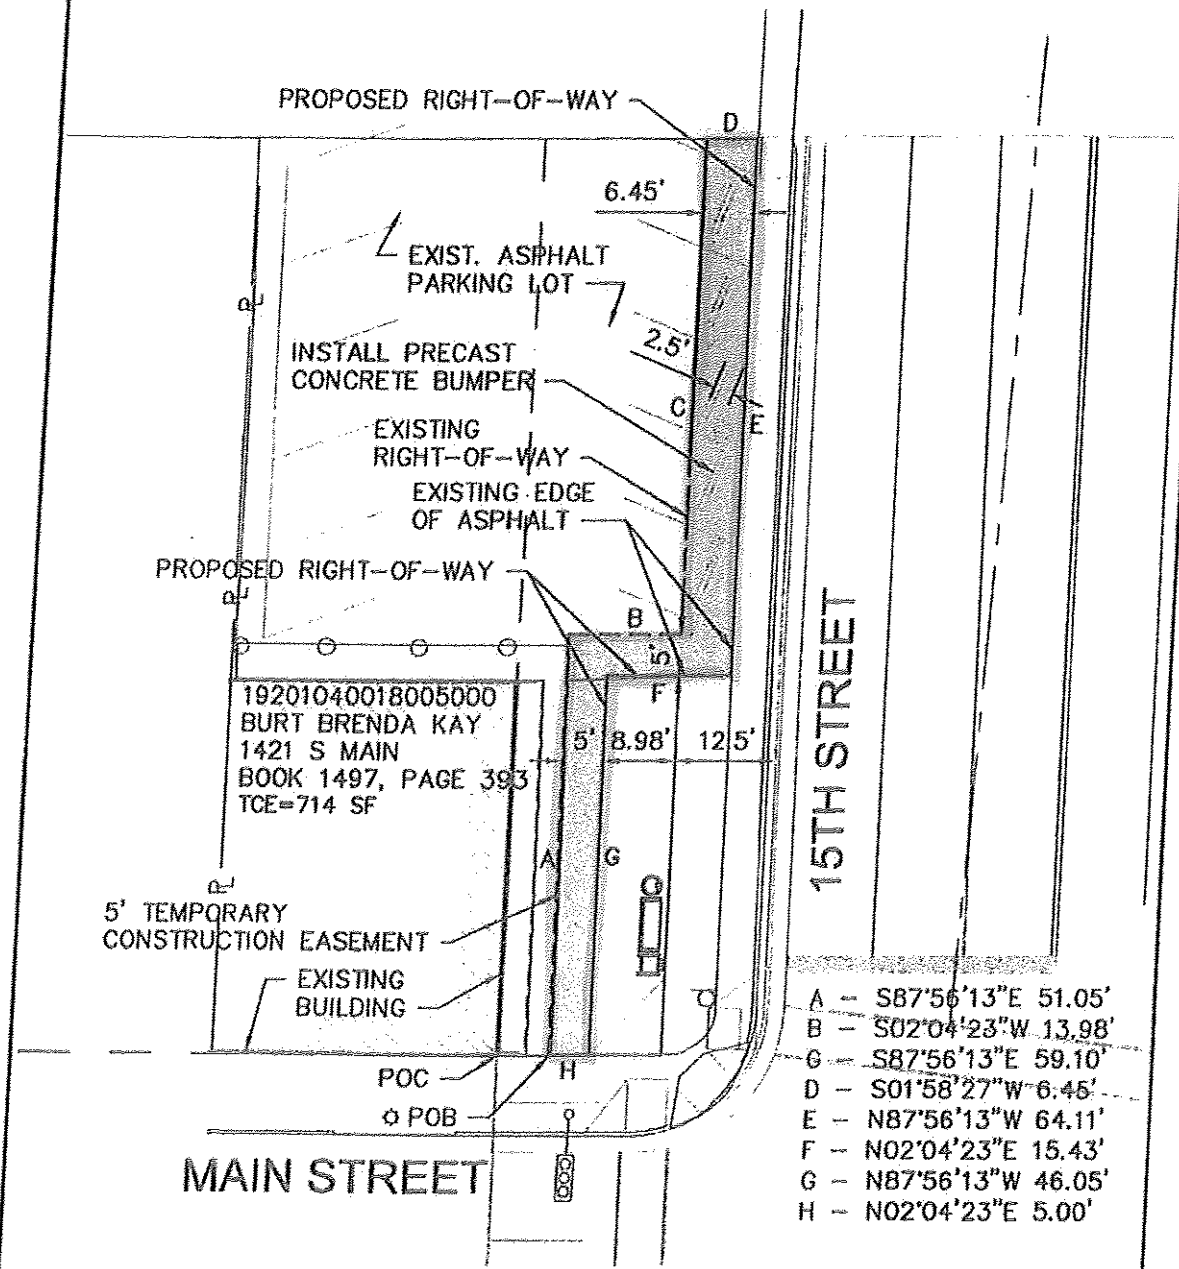 PROPOSED RIGHT-OF-WAY
D
6.45'
EXIST. ASPHALT
PARKING LOT
2.5'
INSTALL PRECAST
CONCRETE BUMPER
C
E
EXISTING
RIGHT-OF-WAY
EXISTING EDGE
OF ASPHALT
PROPOSED RIGHT-OF-WAY
B
5'
F
19201040018005000
BURT BRENDA KAY
1421 S MAIN
BOOK 1497, PAGE 393
TCE=714 SF
5'
8.98'
12.5'
15TH STREET
A
G
5' TEMPORARY
CONSTRUCTION EASEMENT
EXISTING
BUILDING
POC
H
POB
MAIN STREET
A - S87°56'13"E 51.05'
B - S02°04'23"W 13.98'
G - S87°56'13"E 59.10'
D - S01°58'27"W 6.45'
E - N87°56'13"W 64.11'
F - N02°04'23"E 15.43'
G - N87°56'13"W 46.05'
H - N02°04'23"E 5.00'